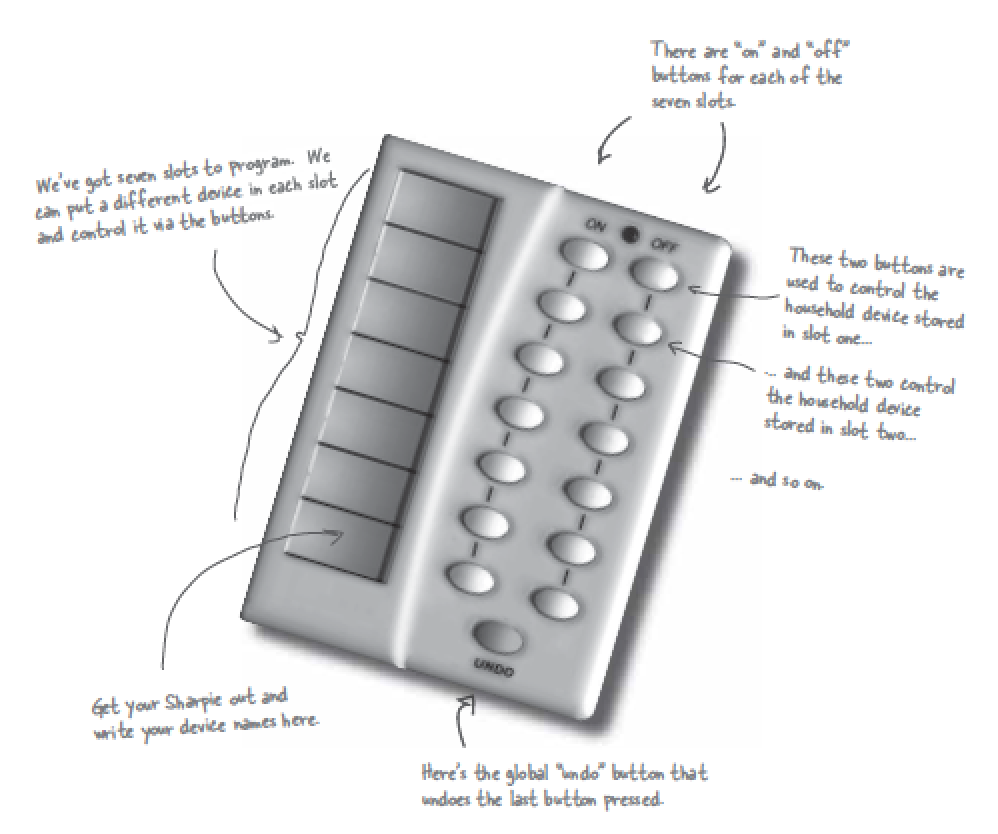 There are "on" and "off"
buttons for each of the
seven slots.
We've got seven slots to program. We
can put a different device in each slot
and control it via the buttons.
ON OFF
These two buttons are
used to control the
household device stored
in slot one...
... and these two control
the household device
stored in slot two...
... and so on.
UNDO
Get your Sharpie out and
write your device names here.
Here's the global "undo" button that
undoes the last button pressed.